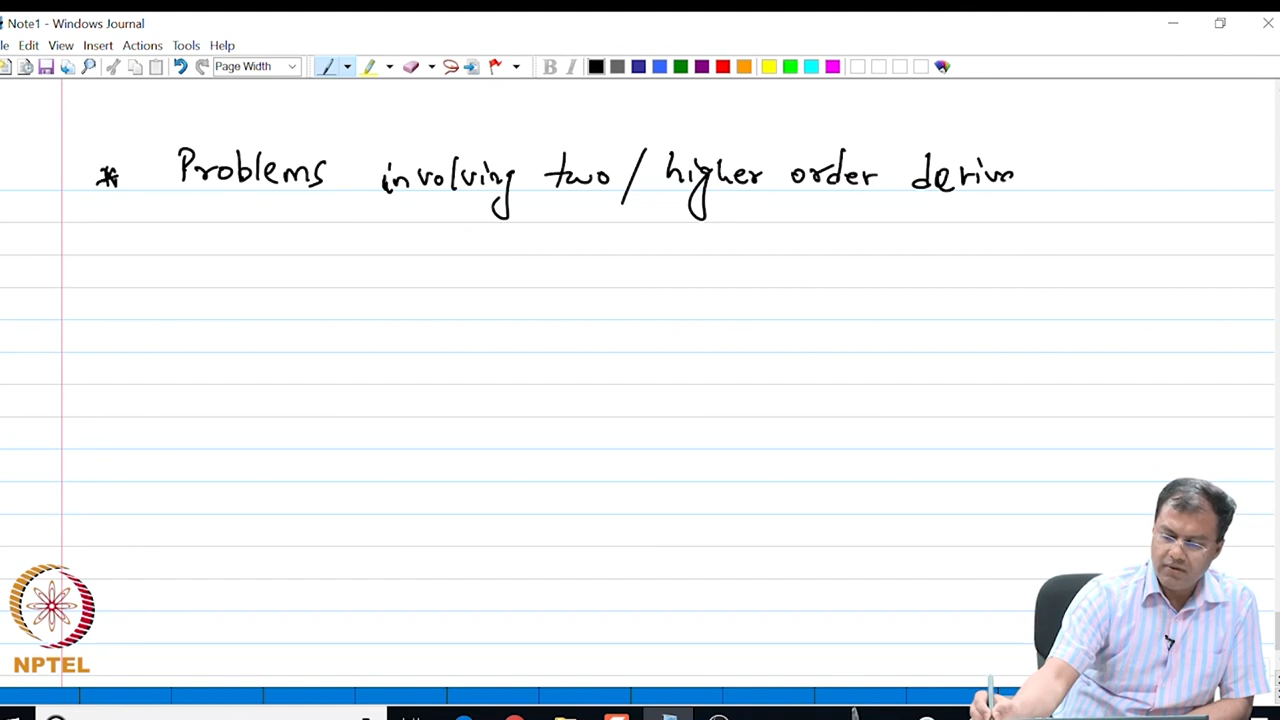 Note1 - Windows Journal
le Edit View Insert Actions Tools Help
Page Width B I
* Problems involving two / higher order deriv
NPTEL